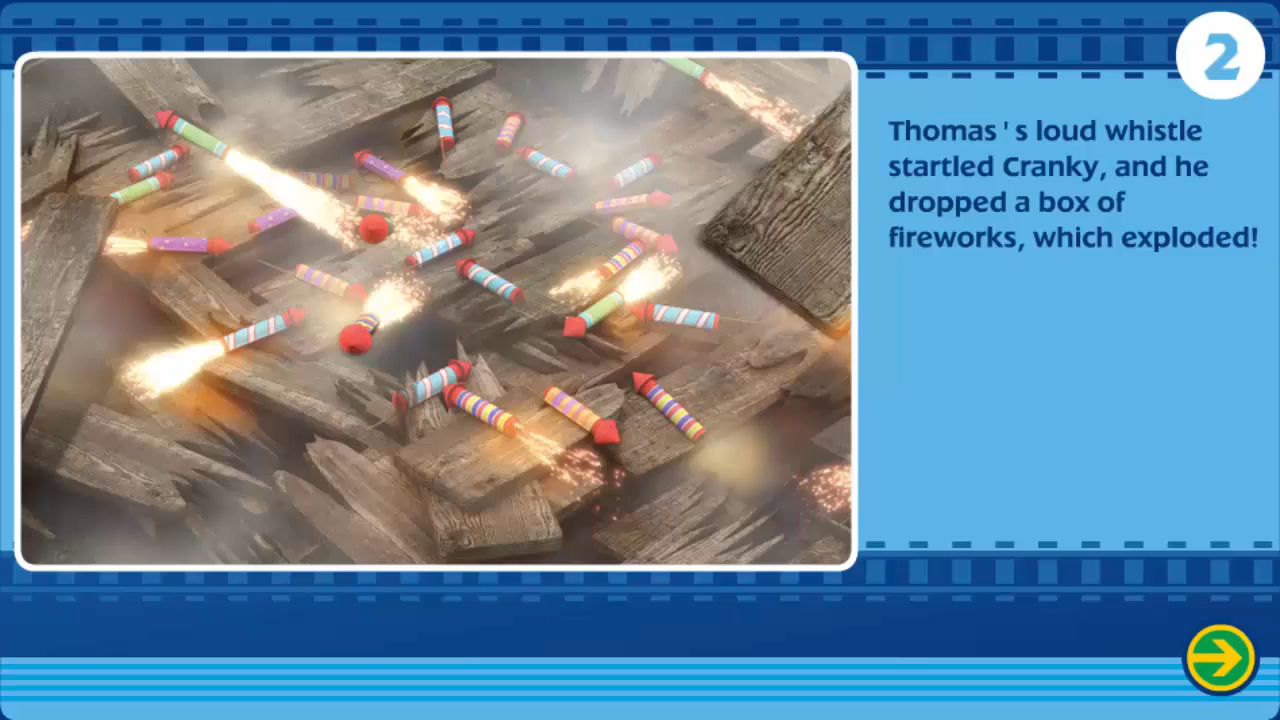 2
Thomas's loud whistle
startled Cranky, and he
dropped a box of
fireworks, which exploded!